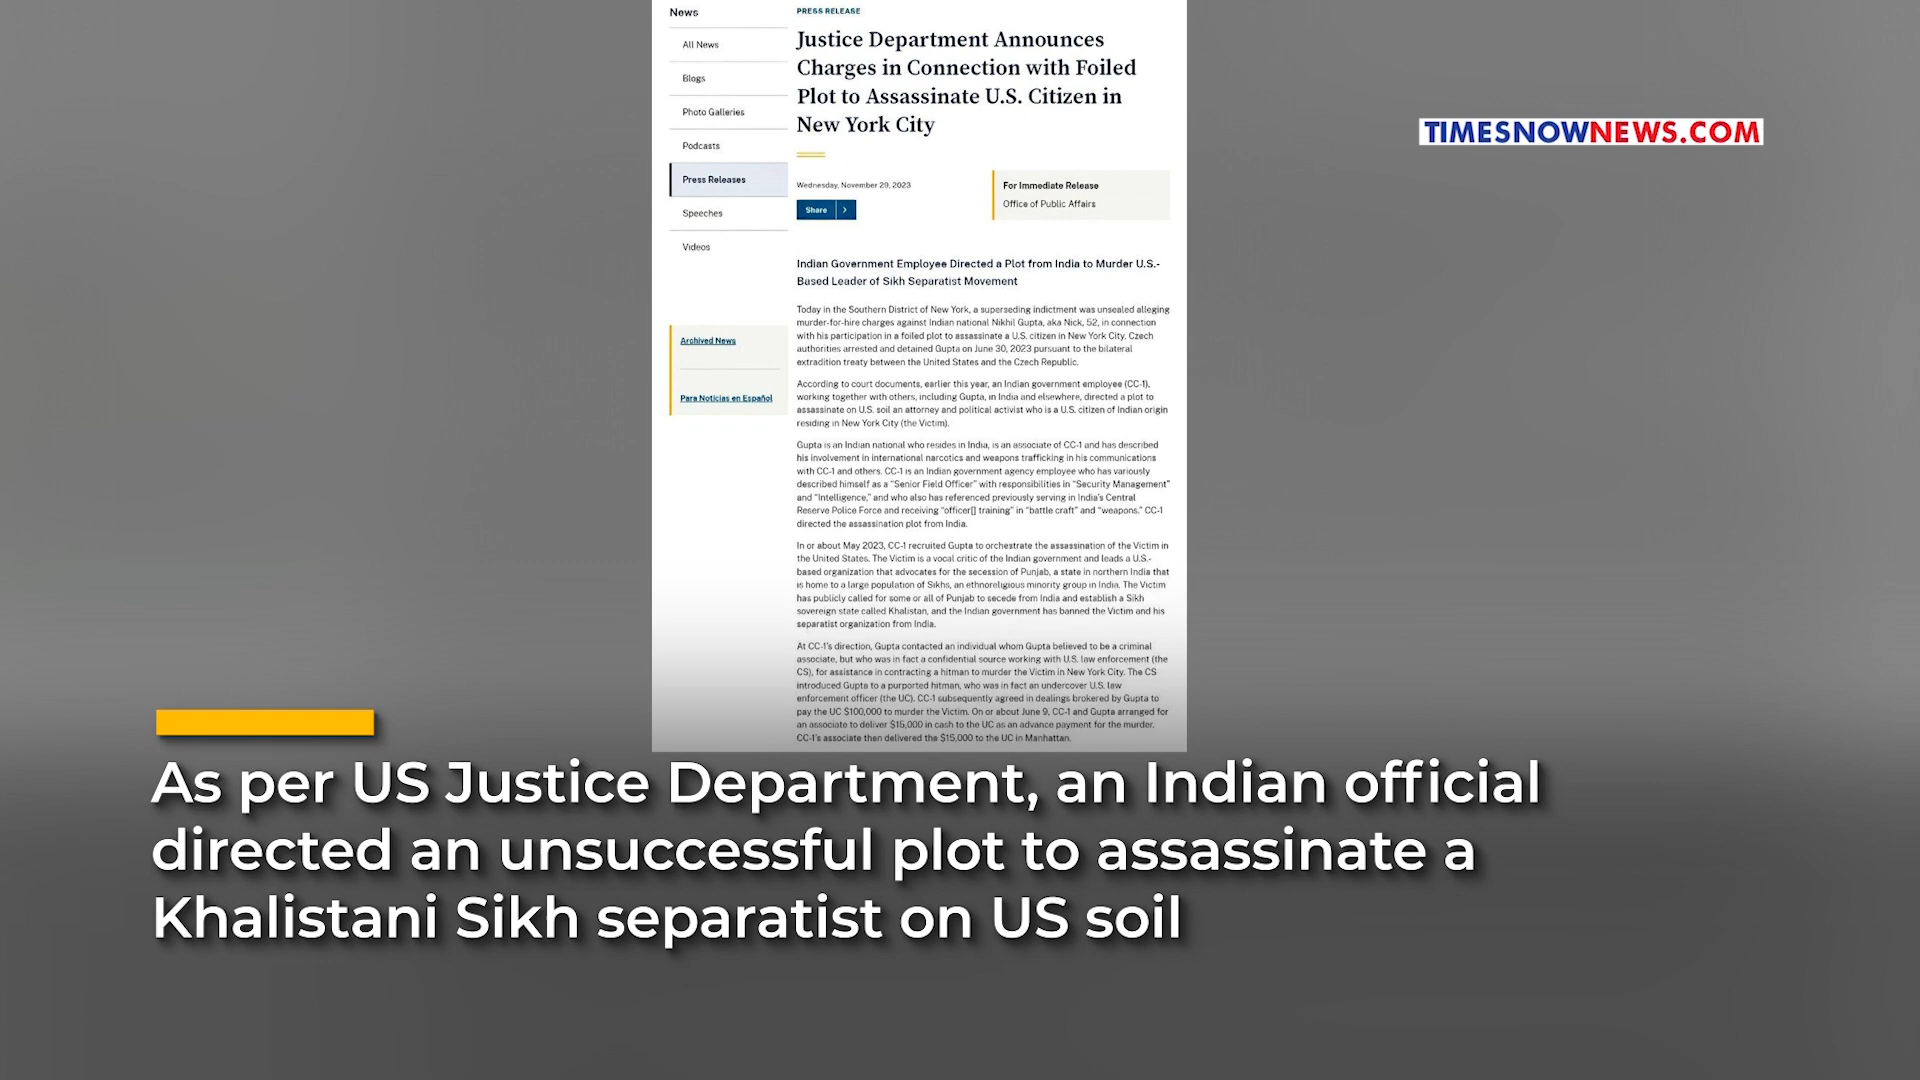 News
All News
Blogs
Photo Galleries
Podcasts
Press Releases
Speeches
Videos
Archived News
Para Noticias en Español
PRESS RELEASE
Justice Department Announces
Charges in Connection with Foiled
Plot to Assassinate U.S. Citizen in
New York City
Wednesday, November 29, 2023
Share >
For Immediate Release
Office of Public Affairs
Indian Government Employee Directed a Plot from India to Murder U.S.-
Based Leader of Sikh Separatist Movement
Today in the Southern District of New York, a superseding indictment was unsealed alleging
murder-for-hire charges against Indian national Nikhil Gupta, aka Nick, 52, in connection
with his participation in a foiled plot to assassinate a U.S. citizen in New York City. Czech
authorities arrested and detained Gupta on June 30, 2023 pursuant to the bilateral
extradition treaty between the United States and the Czech Republic.
According to court documents, earlier this year, an Indian government employee (CC-1),
working together with others, including Gupta, in India and elsewhere, directed a plot to
assassinate on U.S. soil an attorney and political activist who is a U.S. citizen of Indian origin
residing in New York City (the Victim).
Gupta is an Indian national who resides in India, is an associate of CC-1 and has described
his involvement in international narcotics and weapons trafficking in his communications
with CC-1 and others. CC-1 is an Indian government agency employee who has variously
described himself as a “Senior Field Officer” with responsibilities in “Security Management”
and “Intelligence,” and who also has referenced previously serving in India’s Central
Reserve Police Force and receiving “officer[] training” in “battle craft” and “weapons.” CC-1
directed the assassination plot from India.
In or about May 2023, CC-1 recruited Gupta to orchestrate the assassination of the Victim in
the United States. The Victim is a vocal critic of the Indian government and leads a U.S.-
based organization that advocates for the secession of Punjab, a state in northern India that
is home to a large population of Sikhs, an ethnoreligious minority group in India. The Victim
has publicly called for some or all of Punjab to secede from India and establish a Sikh
sovereign state called Khalistan, and the Indian government has banned the Victim and his
separatist organization from India.
At CC-1’s direction, Gupta contacted an individual whom Gupta believed to be a criminal
associate, but who was in fact a confidential source working with U.S. law enforcement (the
CS), for assistance in contracting a hitman to murder the Victim in New York City. The CS
introduced Gupta to a purported hitman, who was in fact an undercover U.S. law
enforcement officer (the UC). CC-1 subsequently agreed in dealings brokered by Gupta to
pay the UC $100,000 to murder the Victim. On or about June 9, CC-1 and Gupta arranged for
an associate to deliver $15,000 in cash to the UC as an advance payment for the murder.
CC-1’s associate then delivered the $15,000 to the UC in Manhattan.
TIMESNOWNEWS.COM
As per US Justice Department, an Indian official
directed an unsuccessful plot to assassinate a
Khalistani Sikh separatist on US soil